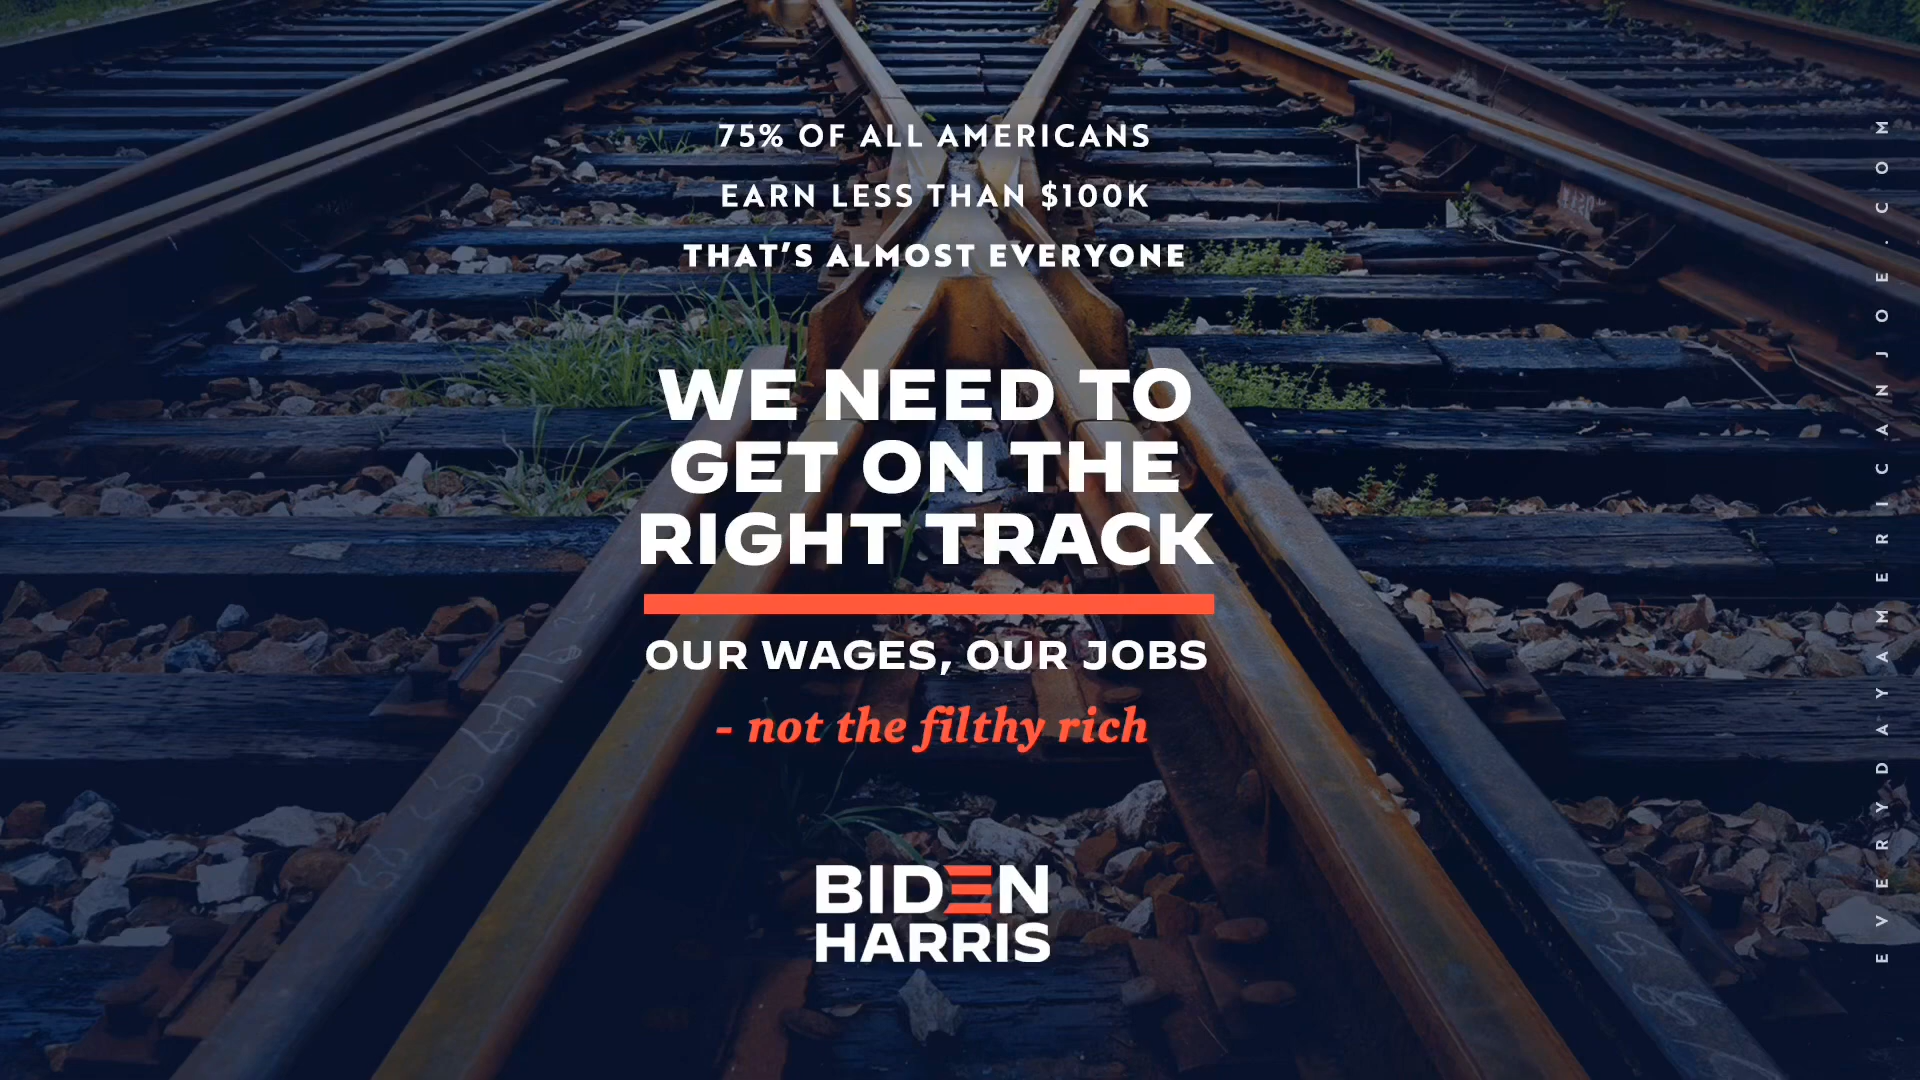 75% OF ALL AMERICANS
EARN LESS THAN $100K
THAT'S ALMOST EVERYONE
WE NEED TO
GET ON THE
RIGHT TRACK
OUR WAGES, OUR JOBS
- not the filthy rich
BIDEN
HARRIS
EVERYDAYAMERICANJOE.COM